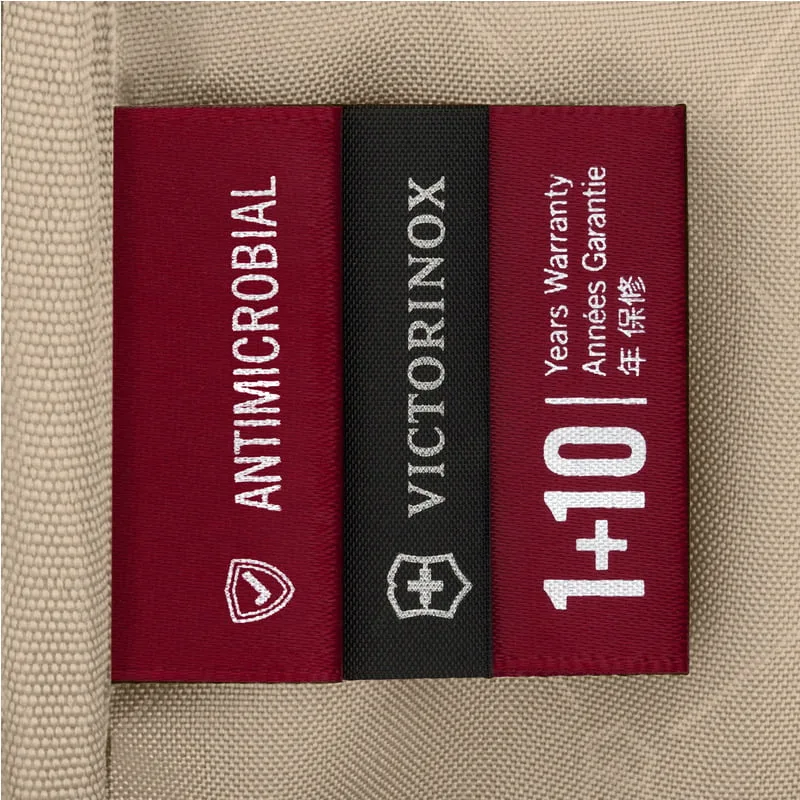 ANTIMICROBIAL
VICTORINOX
1+10
Years Warranty
Années Garantie
年 保修